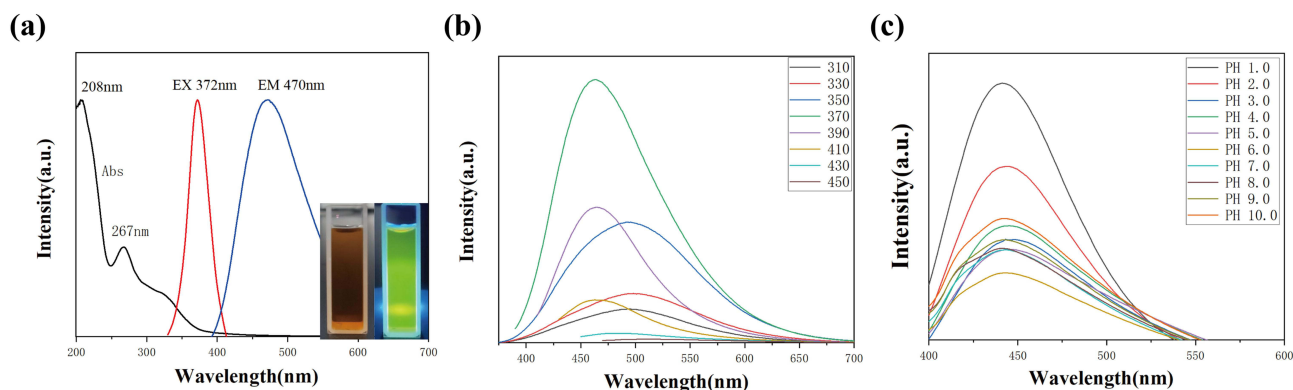 (a)
208nm
EX 372nm
EM 470nm
Abs
267nm
Intensity(a.u.)
200
300
400
500
600
700
Wavelength(nm)
(b)
310
330
350
370
390
410
430
450
Intensity(a.u.)
400
450
500
550
600
650
700
Wavelength(nm)
(c)
PH 1.0
PH 2.0
PH 3.0
PH 4.0
PH 5.0
PH 6.0
PH 7.0
PH 8.0
PH 9.0
PH 10.0
Intensity(a.u.)
400
450
500
550
600
Wavelength(nm)